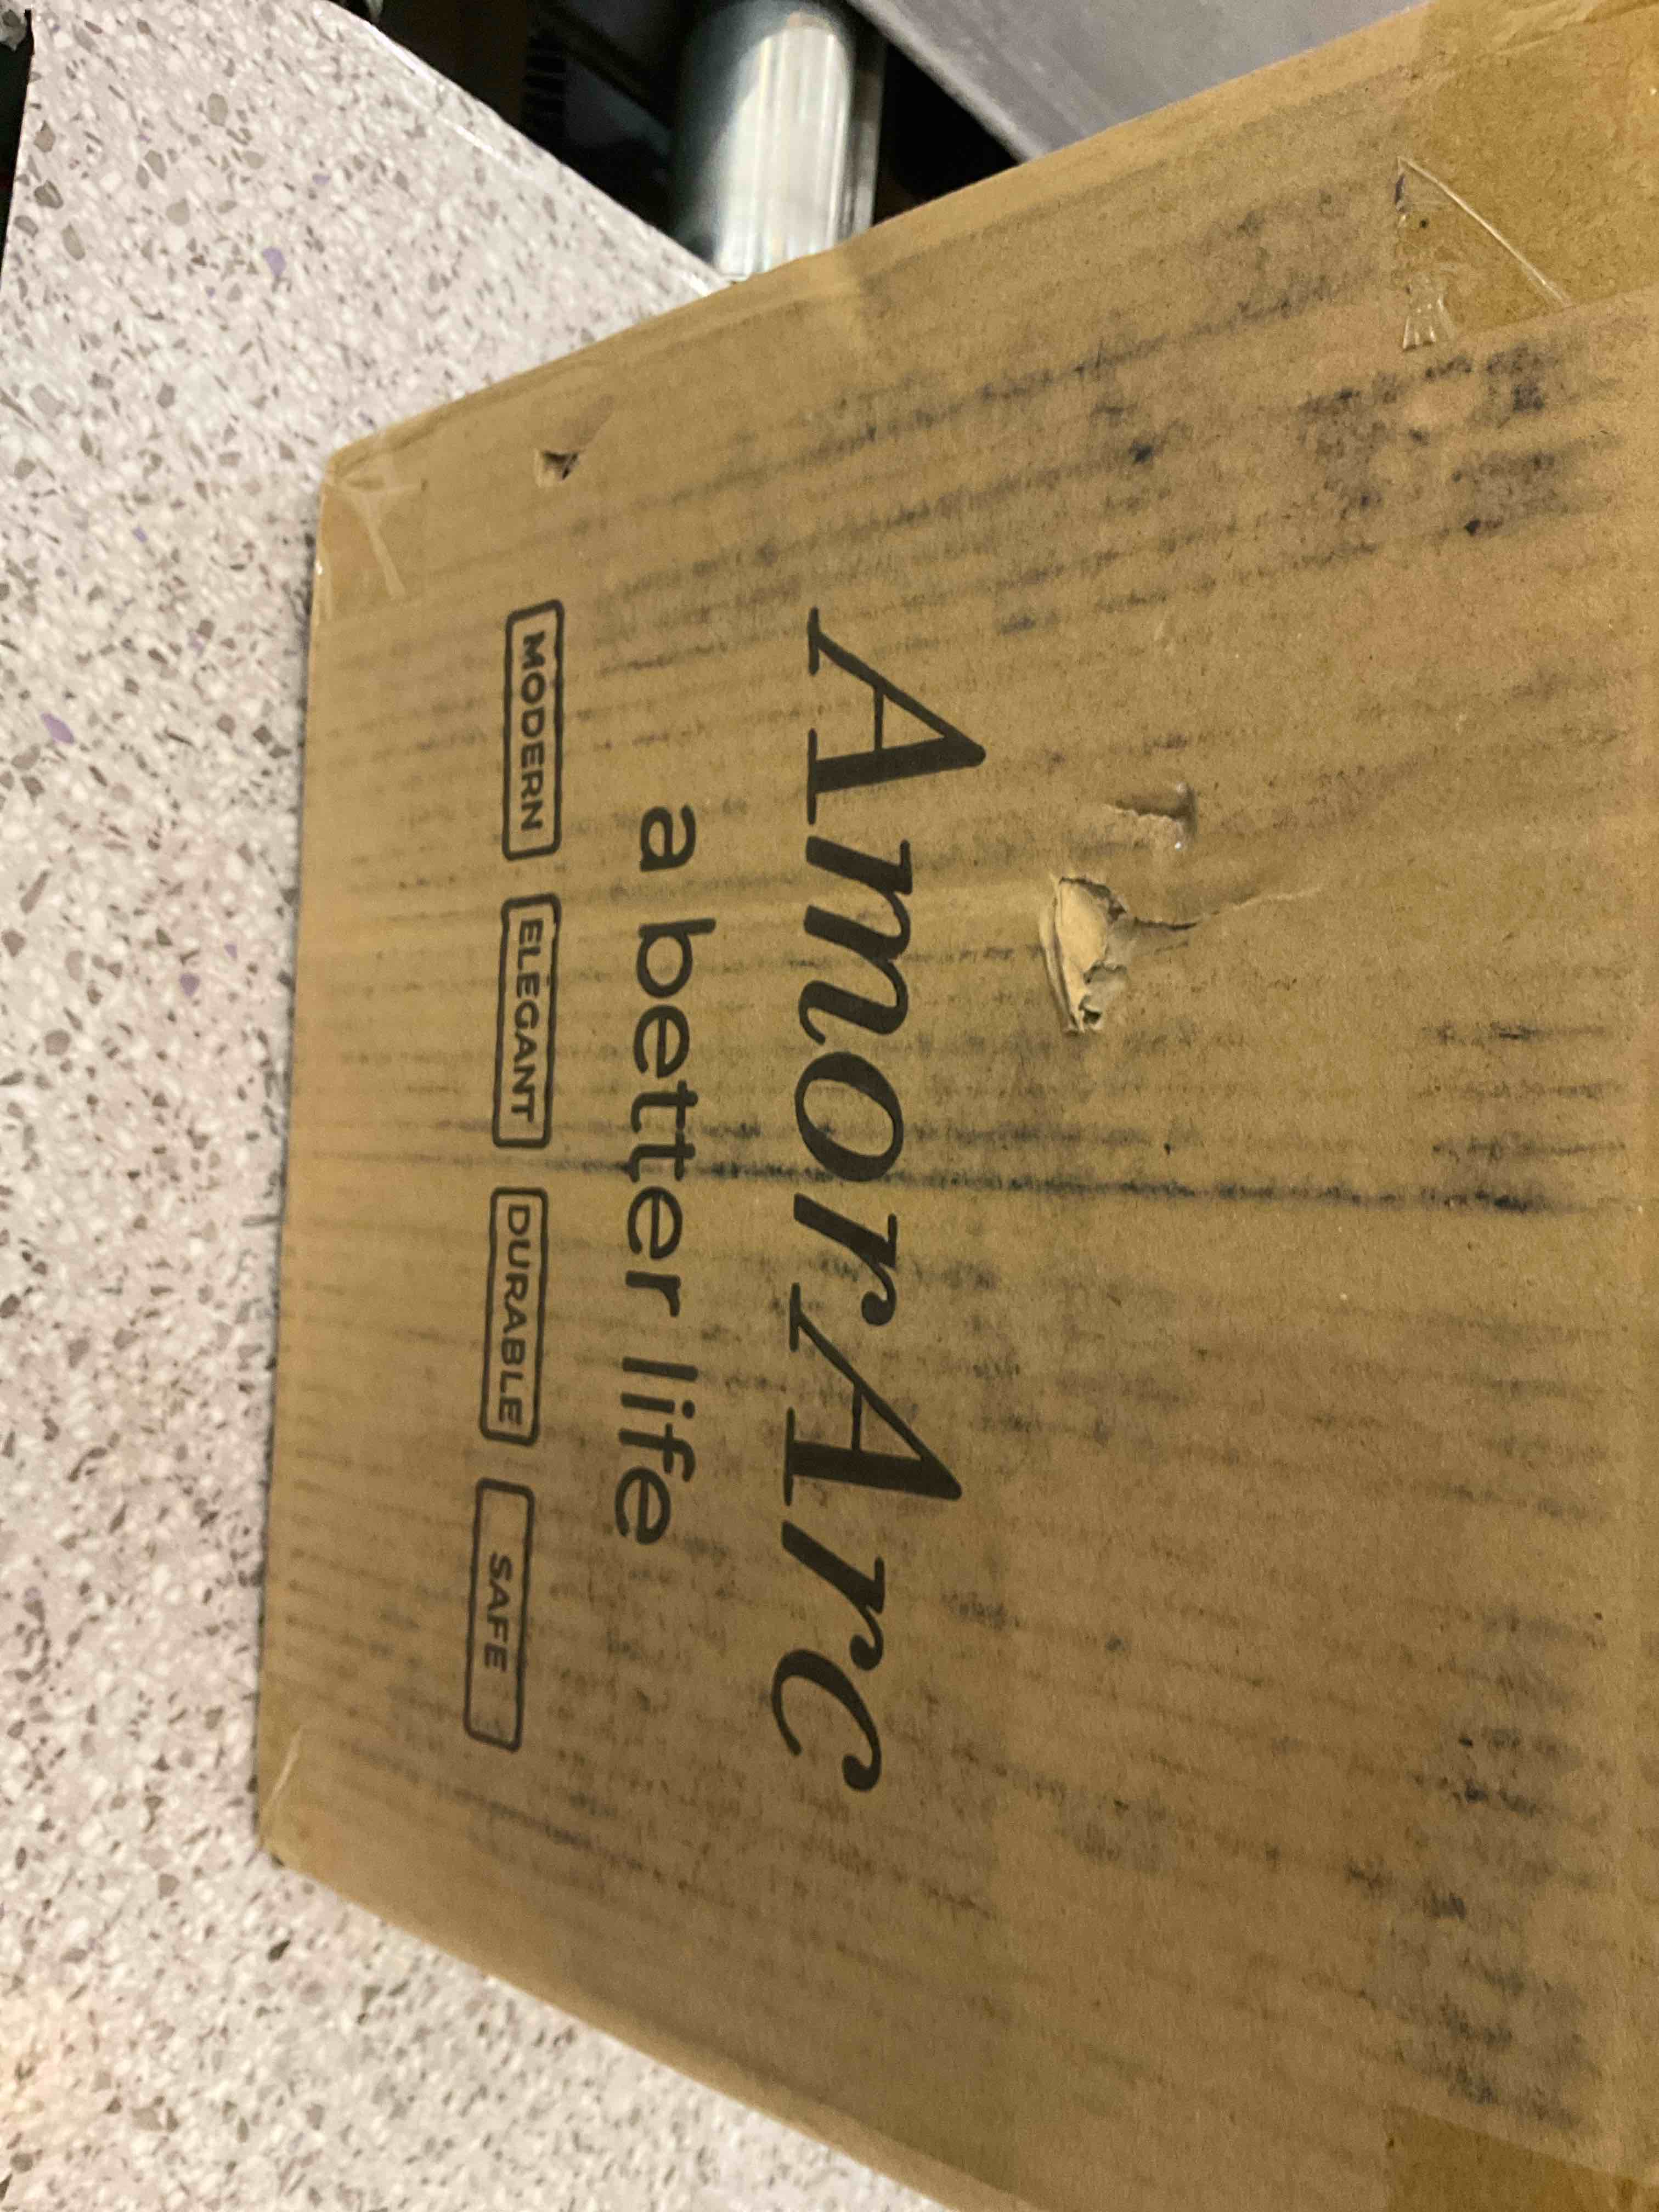 AmorArc
a better life
MODERN ELEGANT DURABLE SAFE